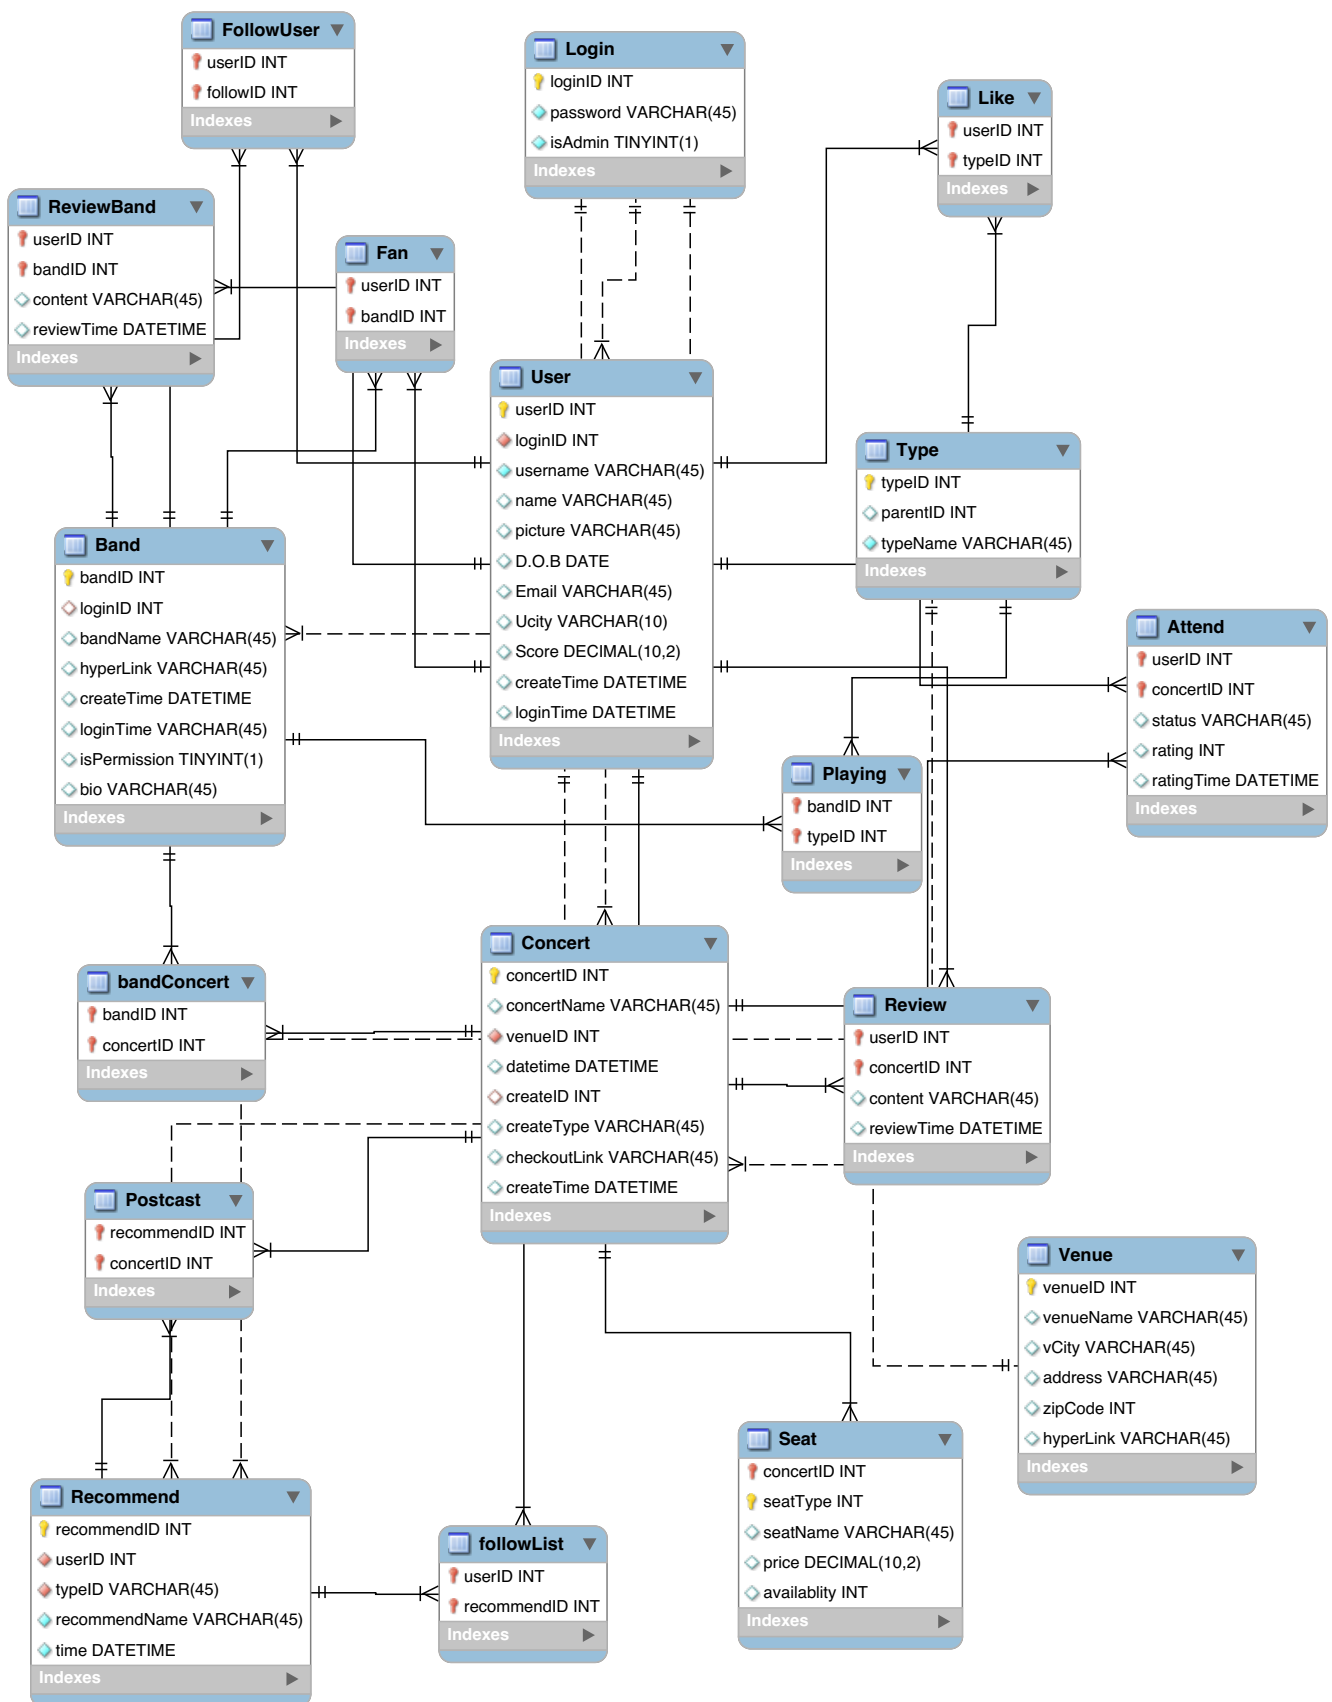 FollowUser
userID INT
followID INT
Indexes
Login
loginID INT
password VARCHAR(45)
isAdmin TINYINT(1)
Indexes
Like
userID INT
typeID INT
Indexes
ReviewBand
userID INT
bandID INT
content VARCHAR(45)
reviewTime DATETIME
Indexes
Fan
userID INT
bandID INT
Indexes
User
userID INT
loginID INT
username VARCHAR(45)
name VARCHAR(45)
picture VARCHAR(45)
D.O.B DATE
Email VARCHAR(45)
Ucity VARCHAR(10)
Score DECIMAL(10,2)
createTime DATETIME
loginTime DATETIME
Indexes
Type
typeID INT
parentID INT
typeName VARCHAR(45)
Indexes
Band
bandID INT
loginID INT
bandName VARCHAR(45)
hyperLink VARCHAR(45)
createTime DATETIME
loginTime VARCHAR(45)
isPermission TINYINT(1)
bio VARCHAR(45)
Indexes
Attend
userID INT
concertID INT
status VARCHAR(45)
rating INT
ratingTime DATETIME
Indexes
Playing
bandID INT
typeID INT
Indexes
Concert
concertID INT
concertName VARCHAR(45)
venueID INT
datetime DATETIME
createID INT
createType VARCHAR(45)
checkoutLink VARCHAR(45)
createTime DATETIME
Indexes
bandConcert
bandID INT
concertID INT
Indexes
Review
userID INT
concertID INT
content VARCHAR(45)
reviewTime DATETIME
Indexes
Postcast
recommendID INT
concertID INT
Indexes
Venue
venueID INT
venueName VARCHAR(45)
vCity VARCHAR(45)
address VARCHAR(45)
zipCode INT
hyperLink VARCHAR(45)
Indexes
Seat
concertID INT
seatType INT
seatName VARCHAR(45)
price DECIMAL(10,2)
availablity INT
Indexes
Recommend
recommendID INT
userID INT
typeID VARCHAR(45)
recommendName VARCHAR(45)
time DATETIME
Indexes
followList
userID INT
recommendID INT
Indexes